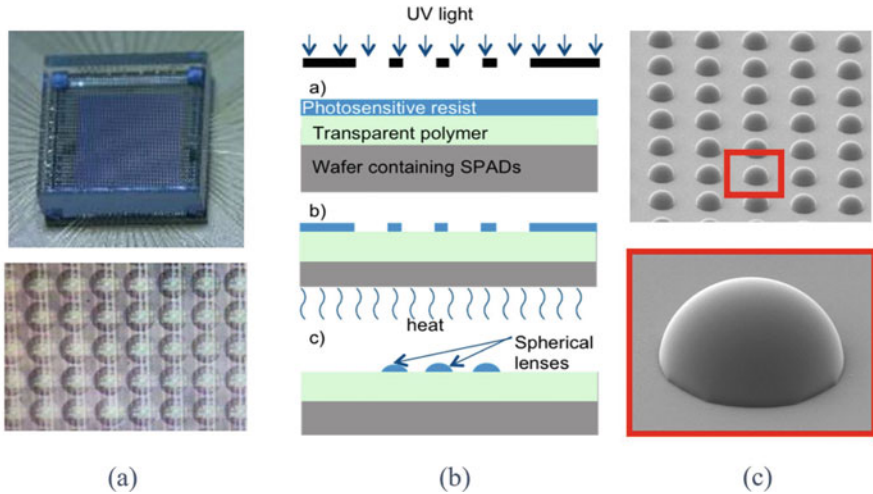 UV light
a)
Photosensitive resist
Transparent polymer
Wafer containing SPADs
b)
heat
c)
Spherical
lenses
(a)
(b)
(c)